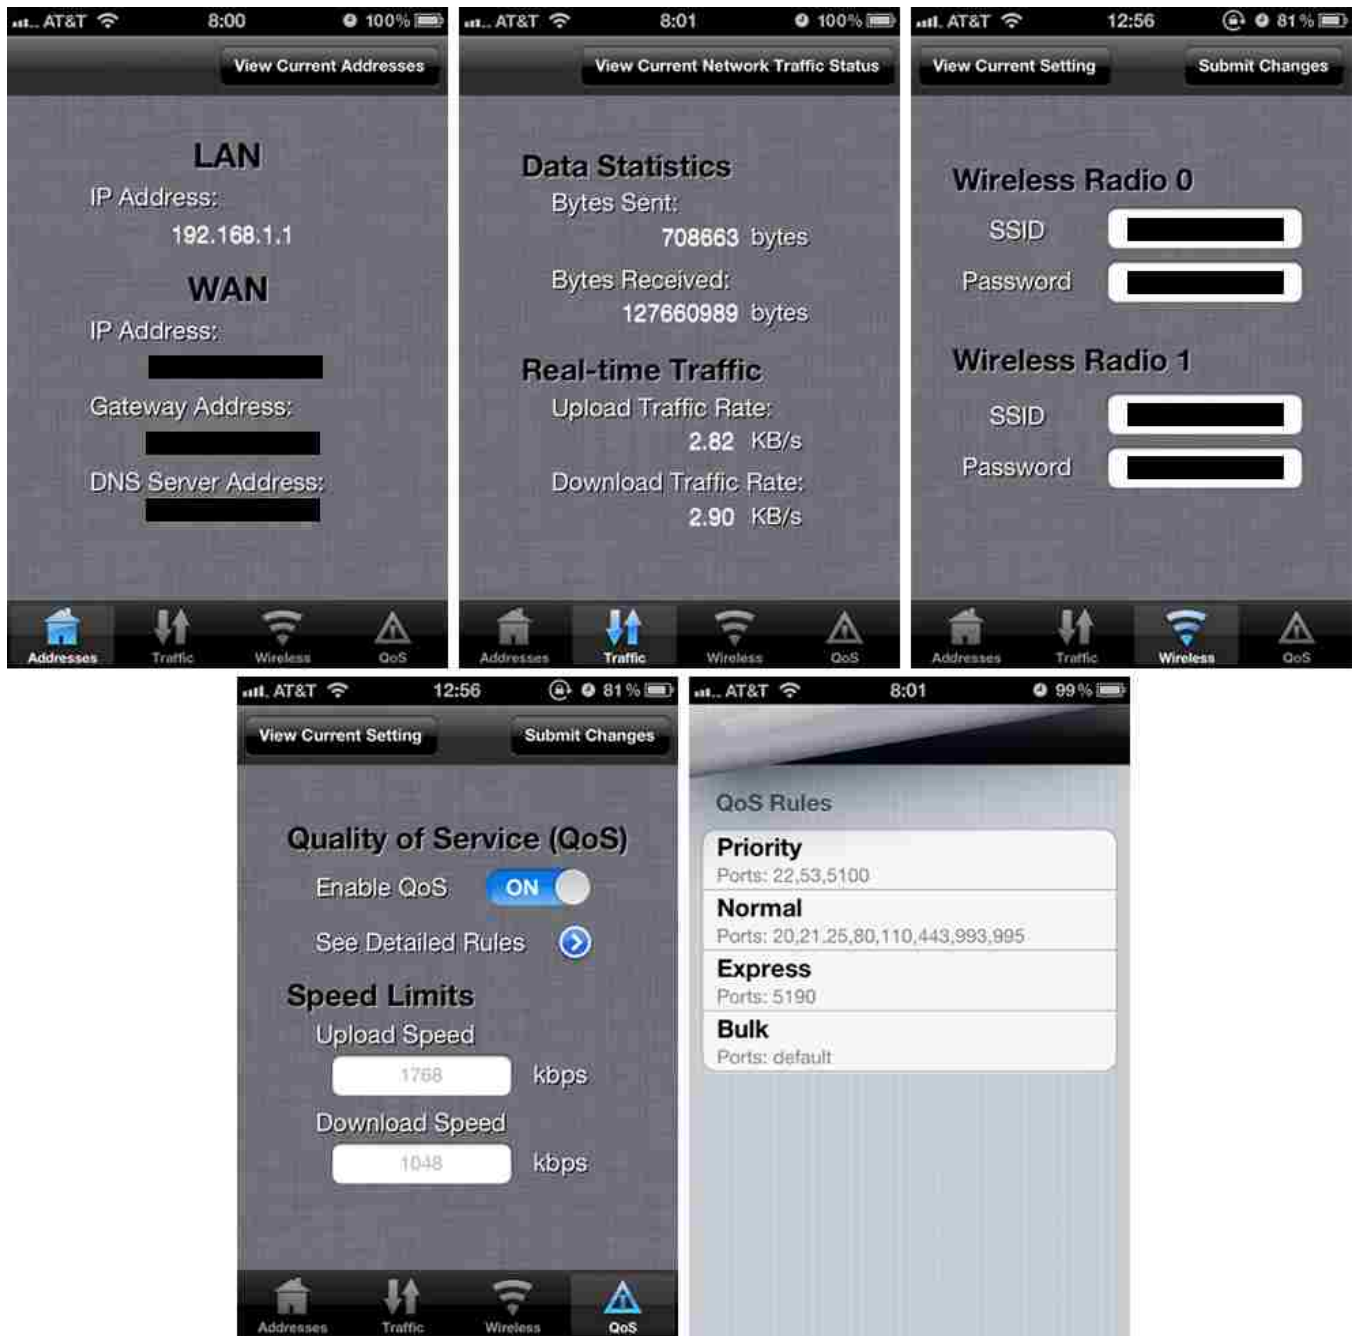 AT&T 8:00 100%
View Current Addresses
LAN
IP Address:
192.168.1.1
WAN
IP Address:
Gateway Address:
DNS Server Address:
Addresses Traffic Wireless QoS
AT&T 8:01 100%
View Current Network Traffic Status
Data Statistics
Bytes Sent:
708663 bytes
Bytes Received:
127660989 bytes
Real-time Traffic
Upload Traffic Rate:
2.82 KB/s
Download Traffic Rate:
2.90 KB/s
Addresses Traffic Wireless QoS
AT&T 12:56 81%
View Current Setting Submit Changes
Wireless Radio 0
SSID
Password
Wireless Radio 1
SSID
Password
Addresses Traffic Wireless QoS
AT&T 12:56 81%
View Current Setting Submit Changes
Quality of Service (QoS)
Enable QoS ON
See Detailed Rules
Speed Limits
Upload Speed
1768 kbps
Download Speed
1048 kbps
Addresses Traffic Wireless QoS
AT&T 8:01 99%
QoS Rules
Priority
Ports: 22,53,5100
Normal
Ports: 20,21,25,80,110,443,993,995
Express
Ports: 5190
Bulk
Ports: default